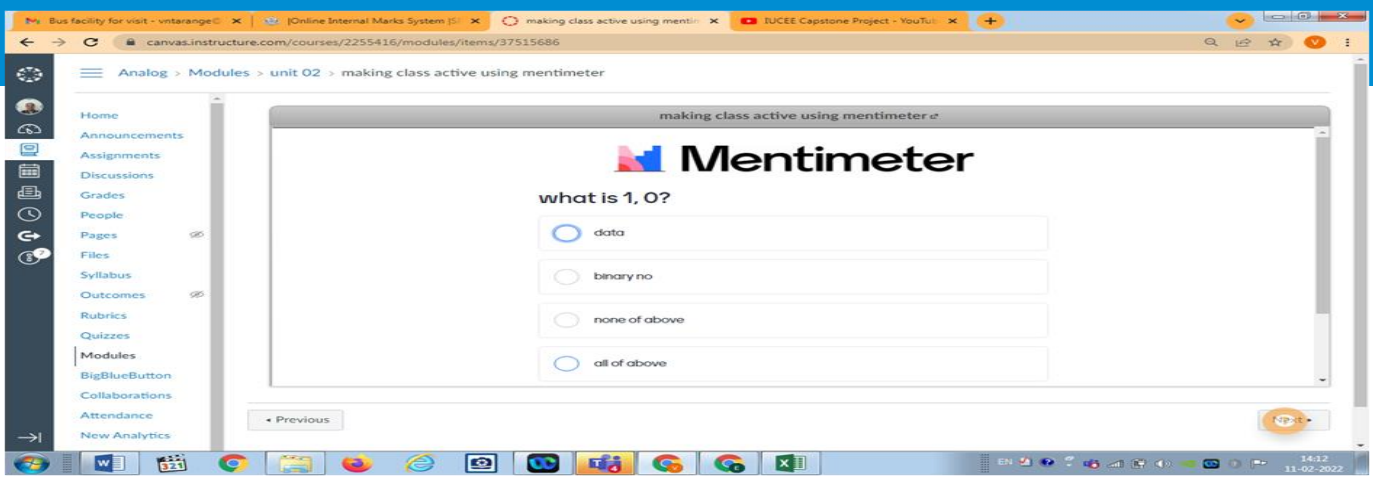 Bus facility for visit - vntarange
|Online Internal Marks System |S
making class active using mentim
IUCEE Capstone Project - YouTub
canvas.instructure.com/courses/2255416/modules/items/37515686
V
Analog > Modules > unit 02 > making class active using mentimeter
Home
Announcements
Assignments
Discussions
Grades
People
Pages
Files
Syllabus
Outcomes
Rubrics
Quizzes
Modules
BigBlueButton
Collaborations
Attendance
New Analytics
making class active using mentimeter
Mentimeter
what is 1, 0?
data
binary no
none of above
all of above
Previous
Next
321
EN
14:12
11-02-2022